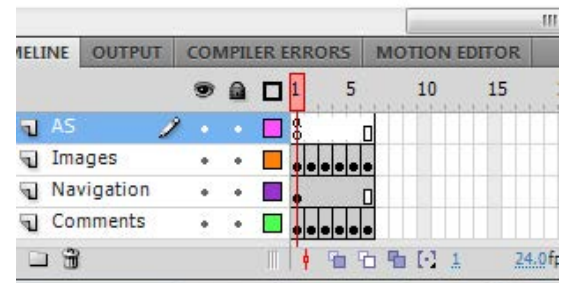 MELINE OUTPUT COMPILER ERRORS MOTION EDITOR
1 5 10 15
AS
Images
Navigation
Comments
1 24.0fp